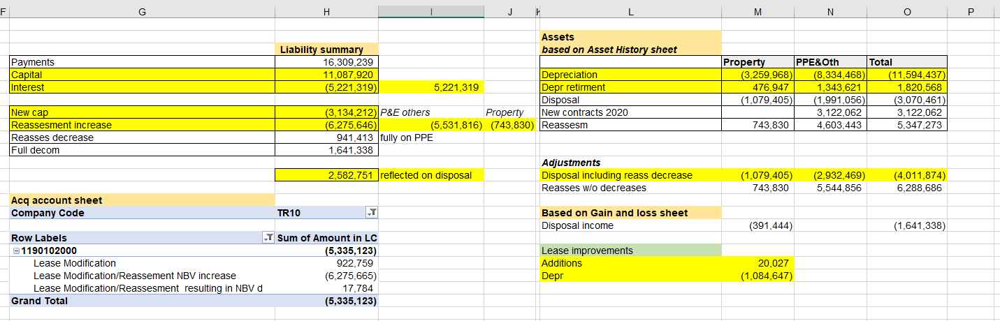 F G H I J K L M N O P
Assets
Liability summary based on Asset History sheet
Payments 16,309,239 Property PPE&Oth Total
Capital 11,087,920 Depreciation (3,259,968) (8,334,468) (11,594,437)
Interest (5,221,319) 5,221,319 Depr retirment 476,947 1,343,621 1,820,568
Disposal (1,079,405) (1,991,056) (3,070,461)
New cap (3,134,212) P&E others Property New contracts 2020 3,122,062 3,122,062
Reassesment increase (6,275,646) (5,531,816) (743,830) Reassesm 743,830 4,603,443 5,347,273
Reasses decrease 941,413 fully on PPE
Full decom 1,641,338
Adjustments
2,582,751 reflected on disposal Disposal including reass decrease (1,079,405) (2,932,469) (4,011,874)
Reasses w/o decreases 743,830 5,544,856 6,288,686
Acq account sheet
Company Code TR10 Based on Gain and loss sheet
Disposal income (391,444) (1,641,338)
Row Labels Sum of Amount in LC
1190102000 (5,335,123) Lease improvements
Lease Modification 922,759 Additions 20,027
Lease Modification/Reassement NBV increase (6,275,665) Depr (1,084,647)
Lease Modification/Reassesment resulting in NBV d 17,784
Grand Total (5,335,123)